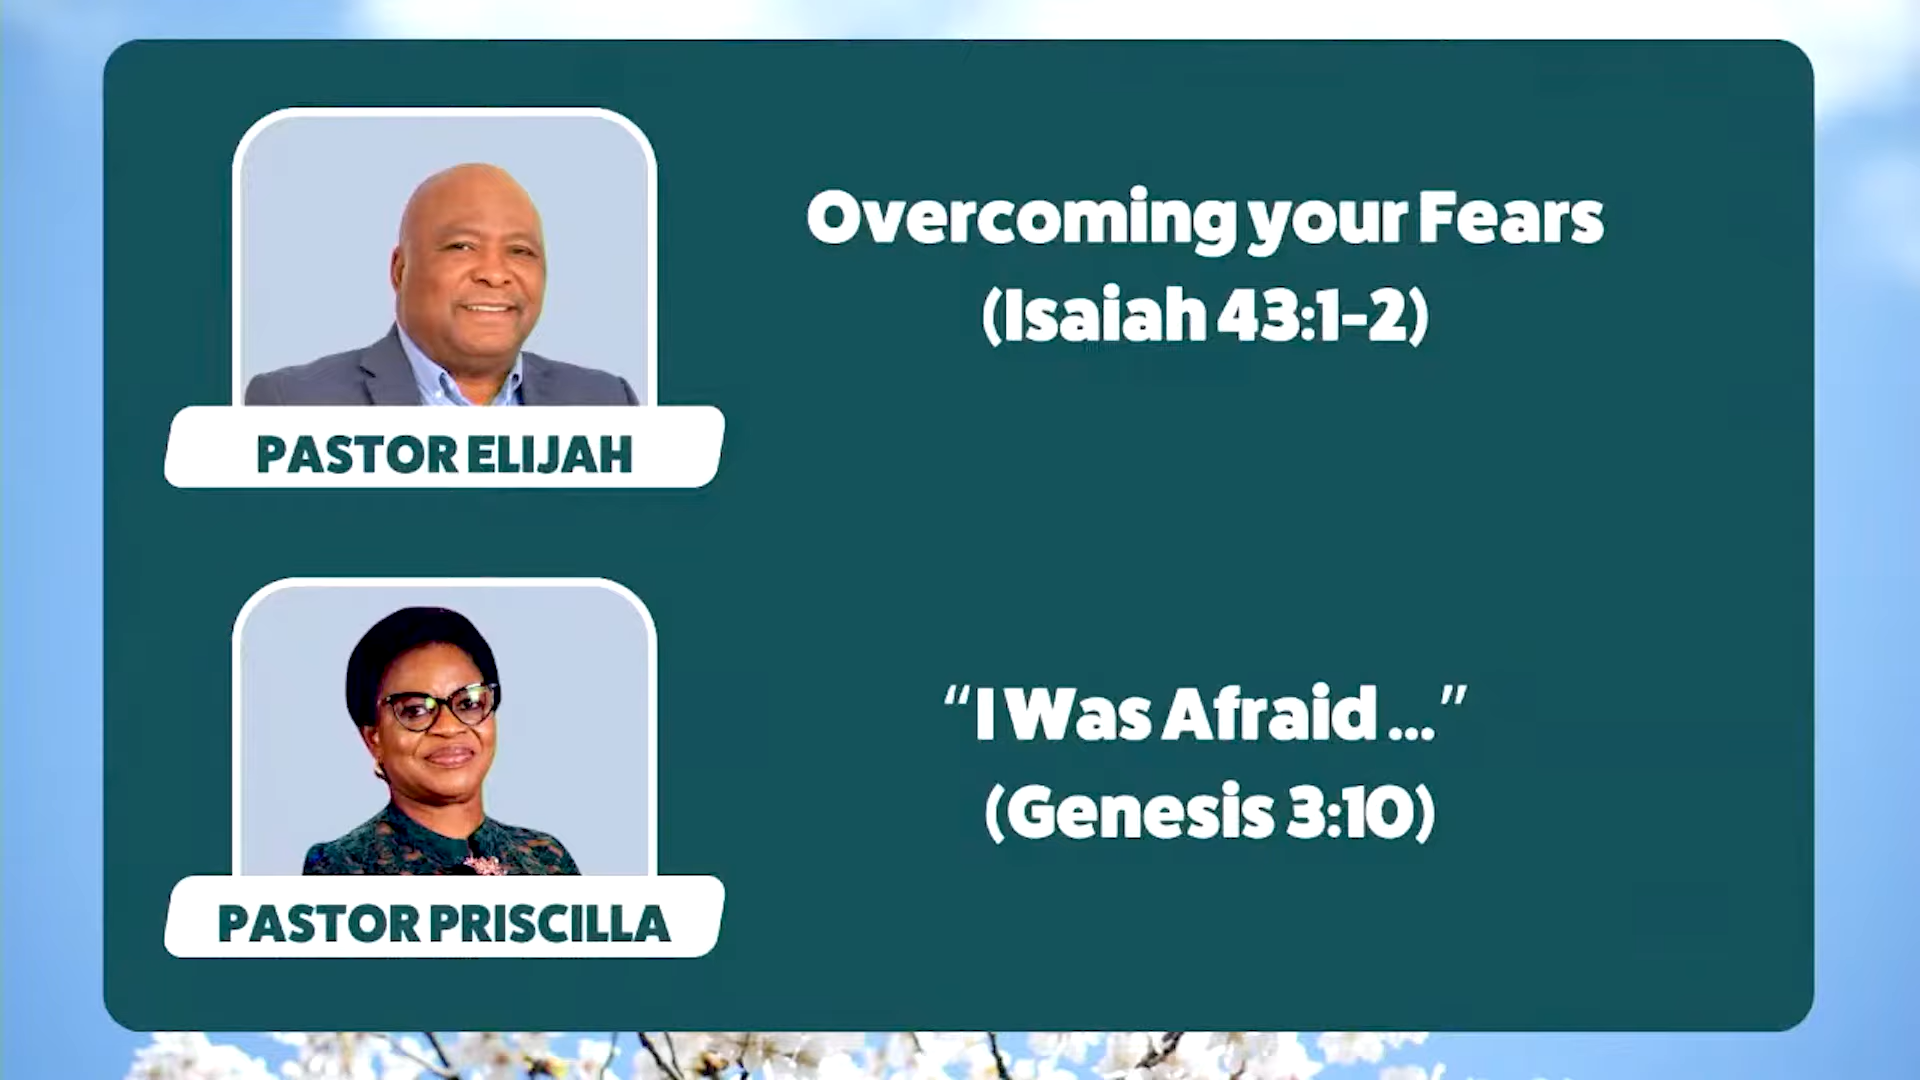 Overcoming your Fears
(Isaiah 43:1-2)
PASTOR ELIJAH
“I Was Afraid ...”
(Genesis 3:10)
PASTOR PRISCILLA